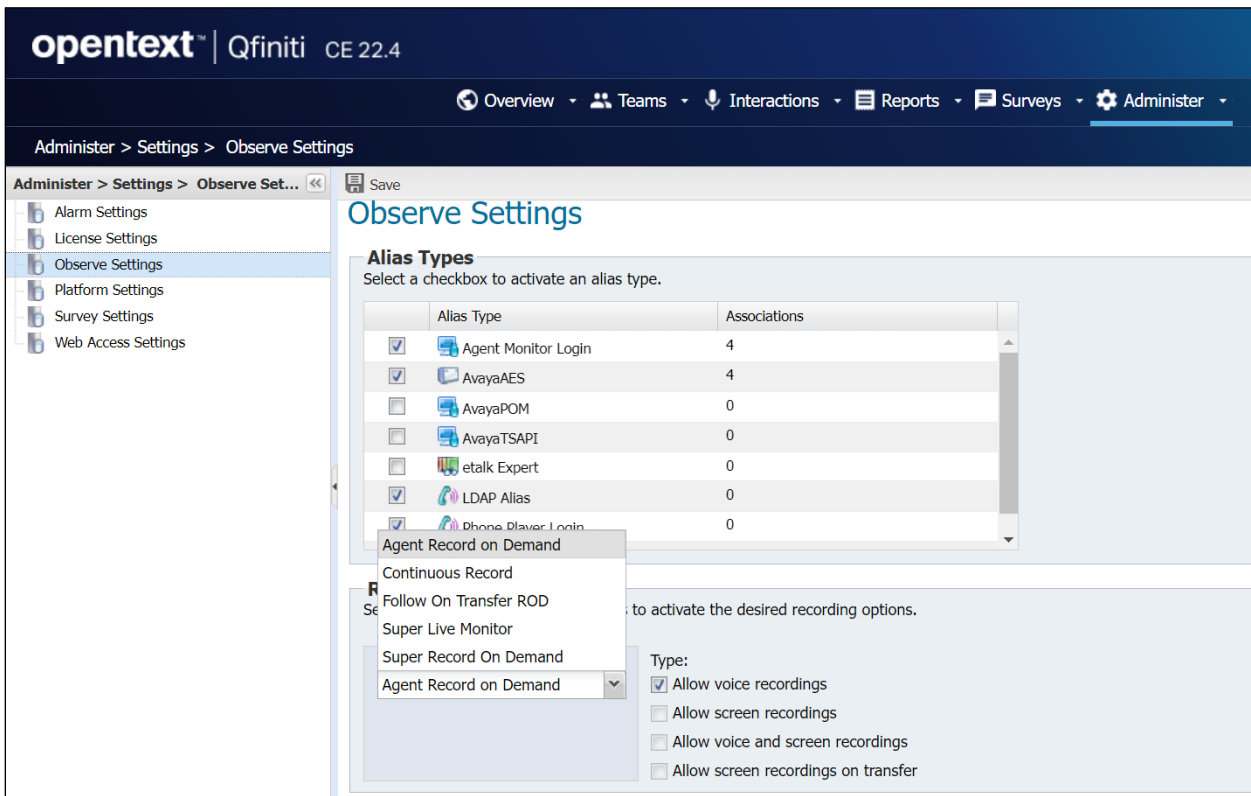 opentext™ | Qfiniti CE 22.4
Overview Teams Interactions Reports Surveys Administer
Administer > Settings > Observe Settings
Administer > Settings > Observe Set...
Alarm Settings
License Settings
Observe Settings
Platform Settings
Survey Settings
Web Access Settings
Save
Observe Settings
Alias Types
Select a checkbox to activate an alias type.
Alias Type Associations
Agent Monitor Login 4
AvayaAES 4
AvayaPOM 0
AvayaTSAPI 0
etalk Expert 0
LDAP Alias 0
Phone Player Login 0
Agent Record on Demand
Continuous Record
Follow On Transfer ROD
Super Live Monitor
Super Record On Demand
Agent Record on Demand
to activate the desired recording options.
Type:
Allow voice recordings
Allow screen recordings
Allow voice and screen recordings
Allow screen recordings on transfer